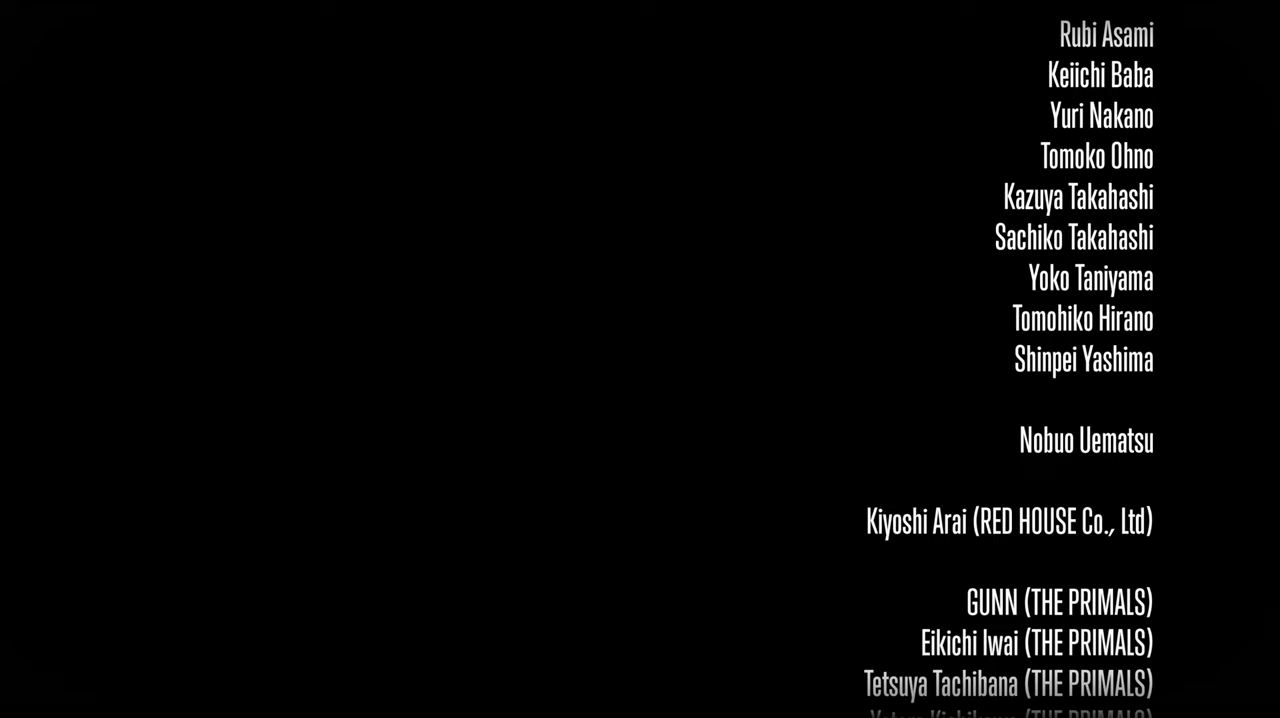 Rubi Asami
Keiichi Baba
Yuri Nakano
Tomoko Ohno
Kazuya Takahashi
Sachiko Takahashi
Yoko Taniyama
Tomohiko Hirano
Shinpei Yashima
Nobuo Uematsu
Kiyoshi Arai (RED HOUSE Co., Ltd)
GUNN (THE PRIMALS)
Eikichi Iwai (THE PRIMALS)
Tetsuya Tachibana (THE PRIMALS)